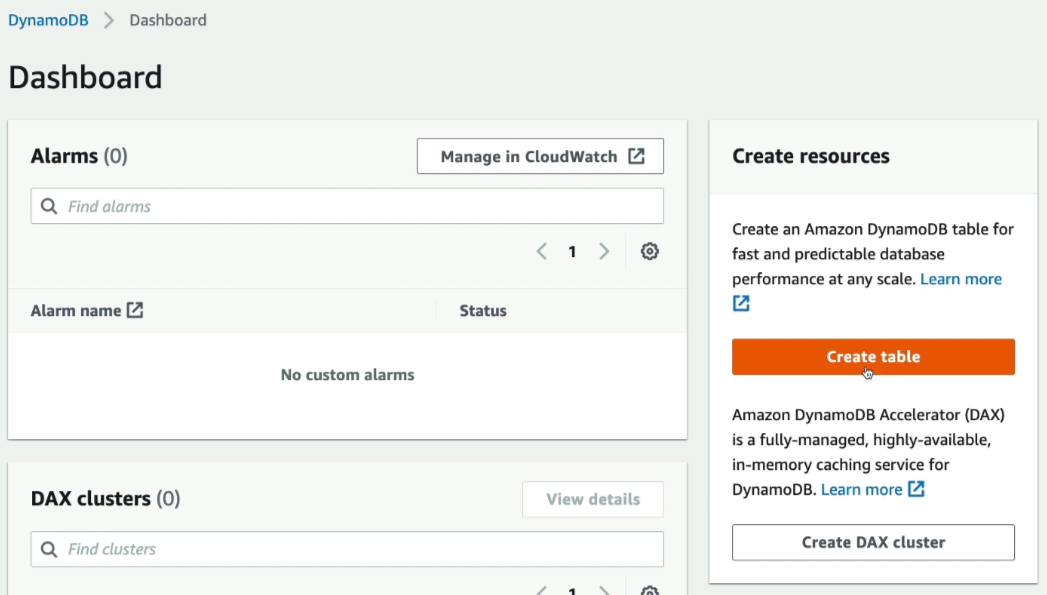 DynamoDB > Dashboard
Dashboard
Alarms (0)
Manage in CloudWatch
Find alarms
1
Alarm name
Status
No custom alarms
DAX clusters (0)
View details
Find clusters
1
Create resources
Create an Amazon DynamoDB table for
fast and predictable database
performance at any scale. Learn more
Create table
Amazon DynamoDB Accelerator (DAX)
is a fully-managed, highly-available,
in-memory caching service for
DynamoDB. Learn more
Create DAX cluster